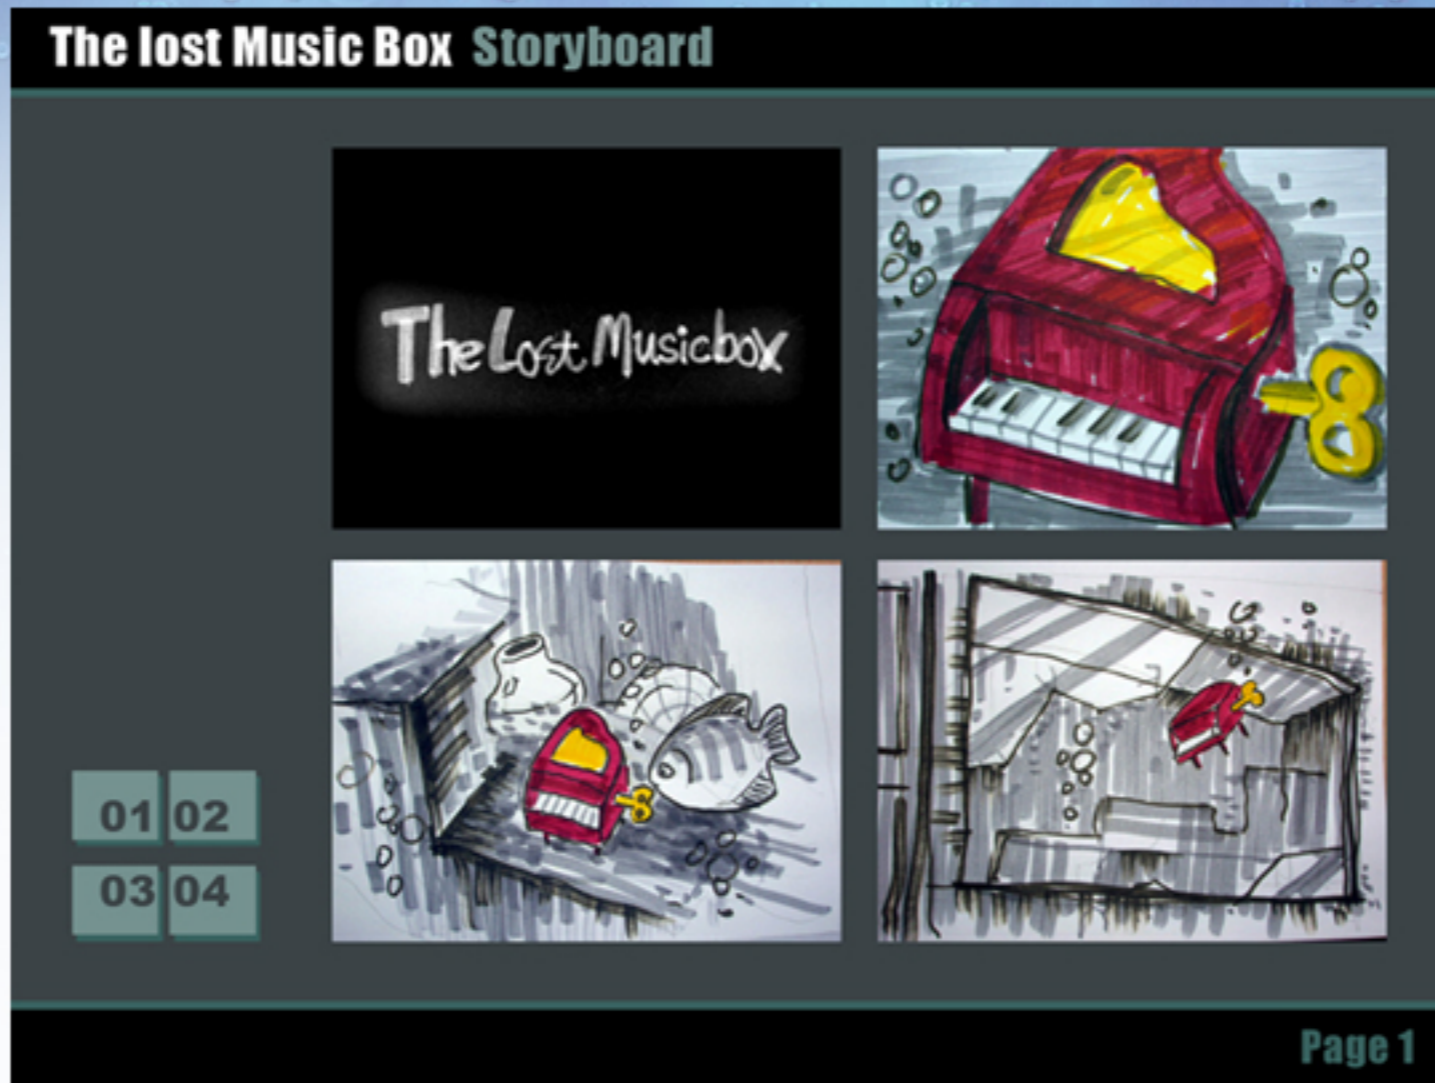 The lost Music Box Storyboard
The Lost Musicbox
01 02
03 04
Page 1